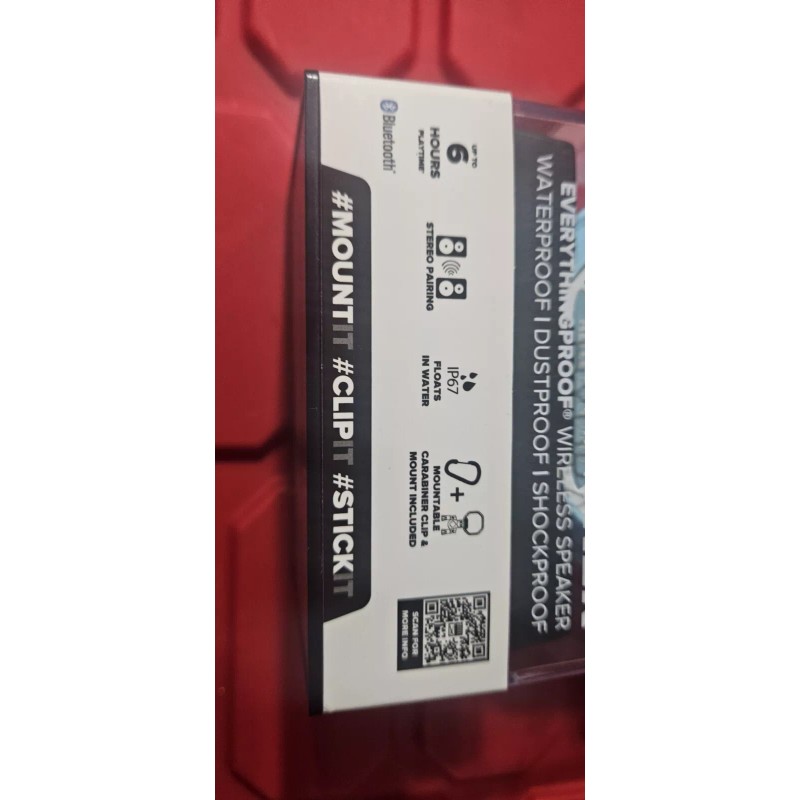 EVERYTHINGPROOF® WIRELESS SPEAKER
WATERPROOF | DUSTPROOF | SHOCKPROOF
UP TO
6
HOURS
PLAYTIME*
STEREO PAIRING
IP67
FLOATS
IN WATER
+
MOUNTABLE
CARABINER CLIP &
MOUNT INCLUDED
SCAN FOR
MORE INFO
Bluetooth®
#MOUNTIT #CLIPIT #STICKIT